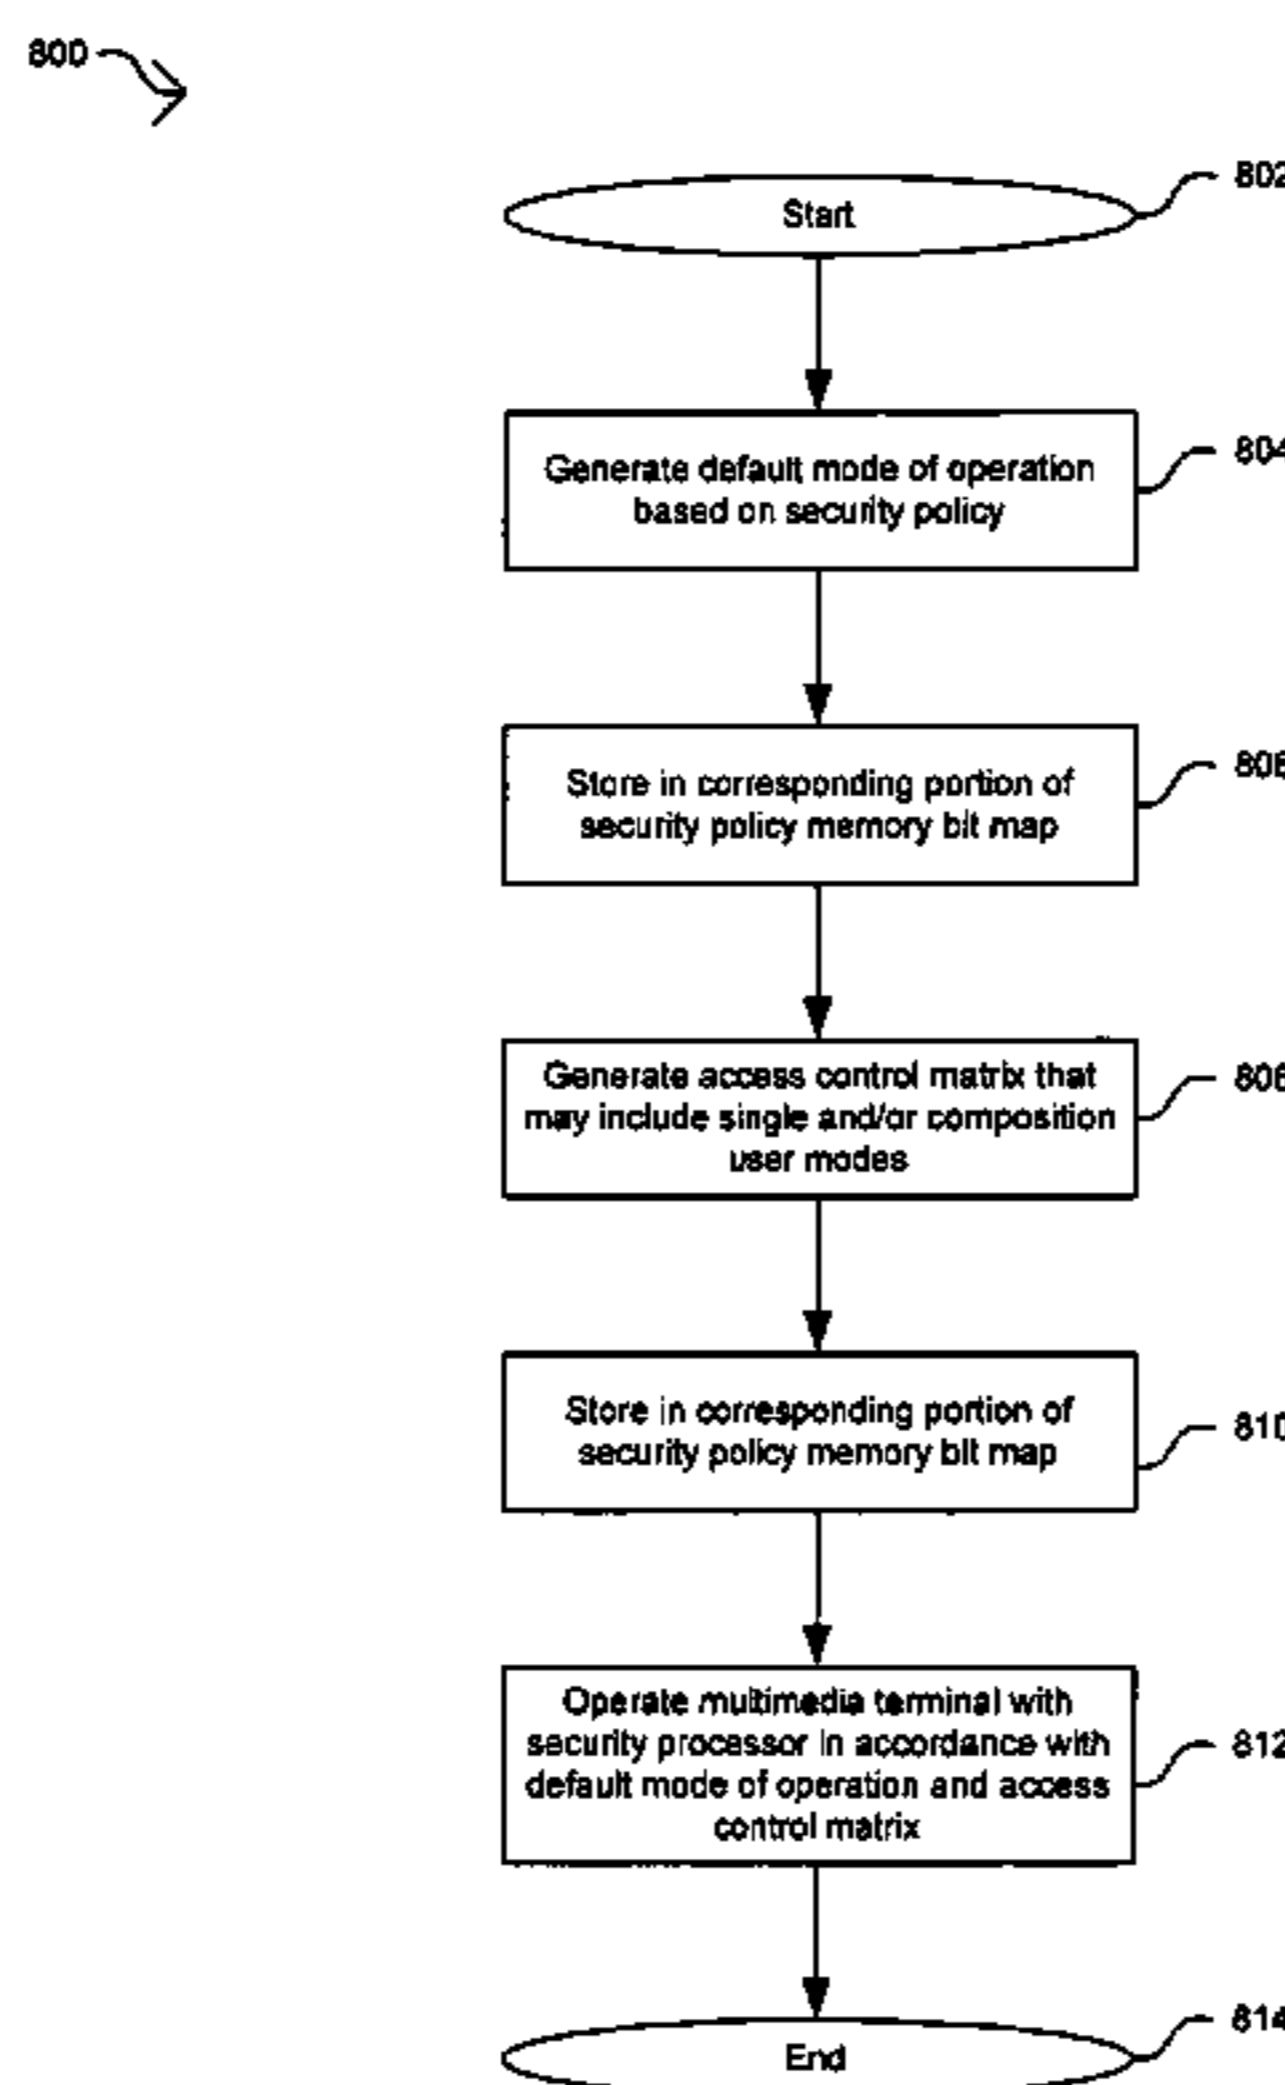 800
802
Start
804
Generate default mode of operation
based on security policy
806
Store in corresponding portion of
security policy memory bit map
Generate access control matrix that
may include single and/or composition
user modes
810
Store in corresponding portion of
security policy memory bit map
812
Operate multimedia terminal with
security processor in accordance with
default mode of operation and access
control matrix
814
End